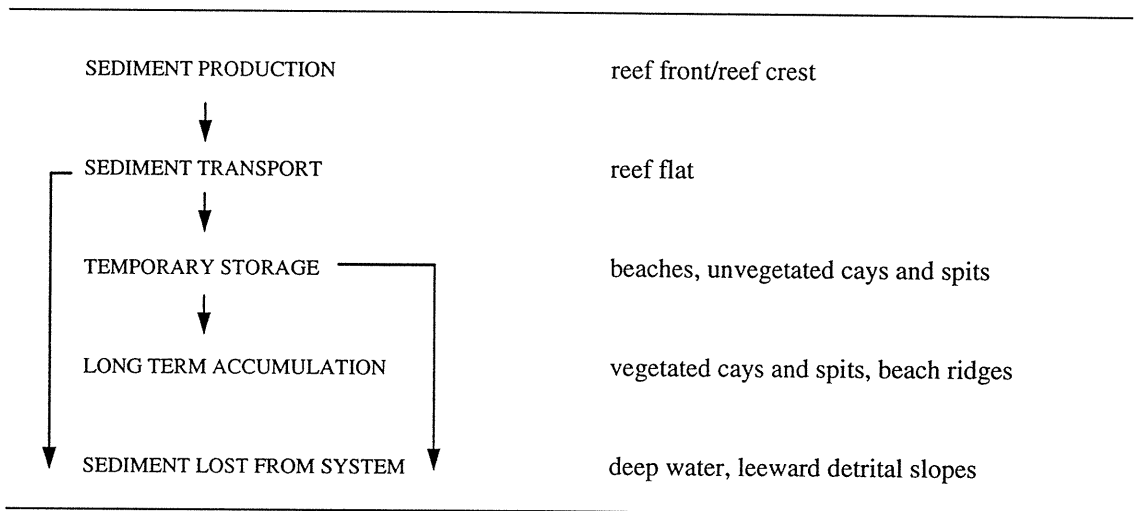 SEDIMENT PRODUCTION reef front/reef crest
SEDIMENT TRANSPORT reef flat
TEMPORARY STORAGE beaches, unvegetated cays and spits
LONG TERM ACCUMULATION vegetated cays and spits, beach ridges
SEDIMENT LOST FROM SYSTEM deep water, leeward detrital slopes